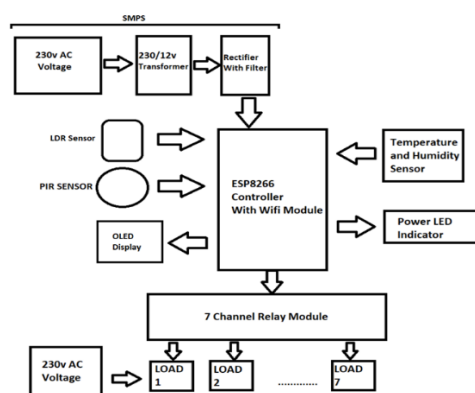 SMPS
230v AC
Voltage
230/12v
Transformer
Rectifier
With Filter
LDR Sensor
PIR SENSOR
OLED
Display
ESP8266
Controller
With Wifi Module
Temperature
and Humidity
Sensor
Power LED
Indicator
7 Channel Relay Module
230v AC
Voltage
LOAD
1
LOAD
2
.............
LOAD
7